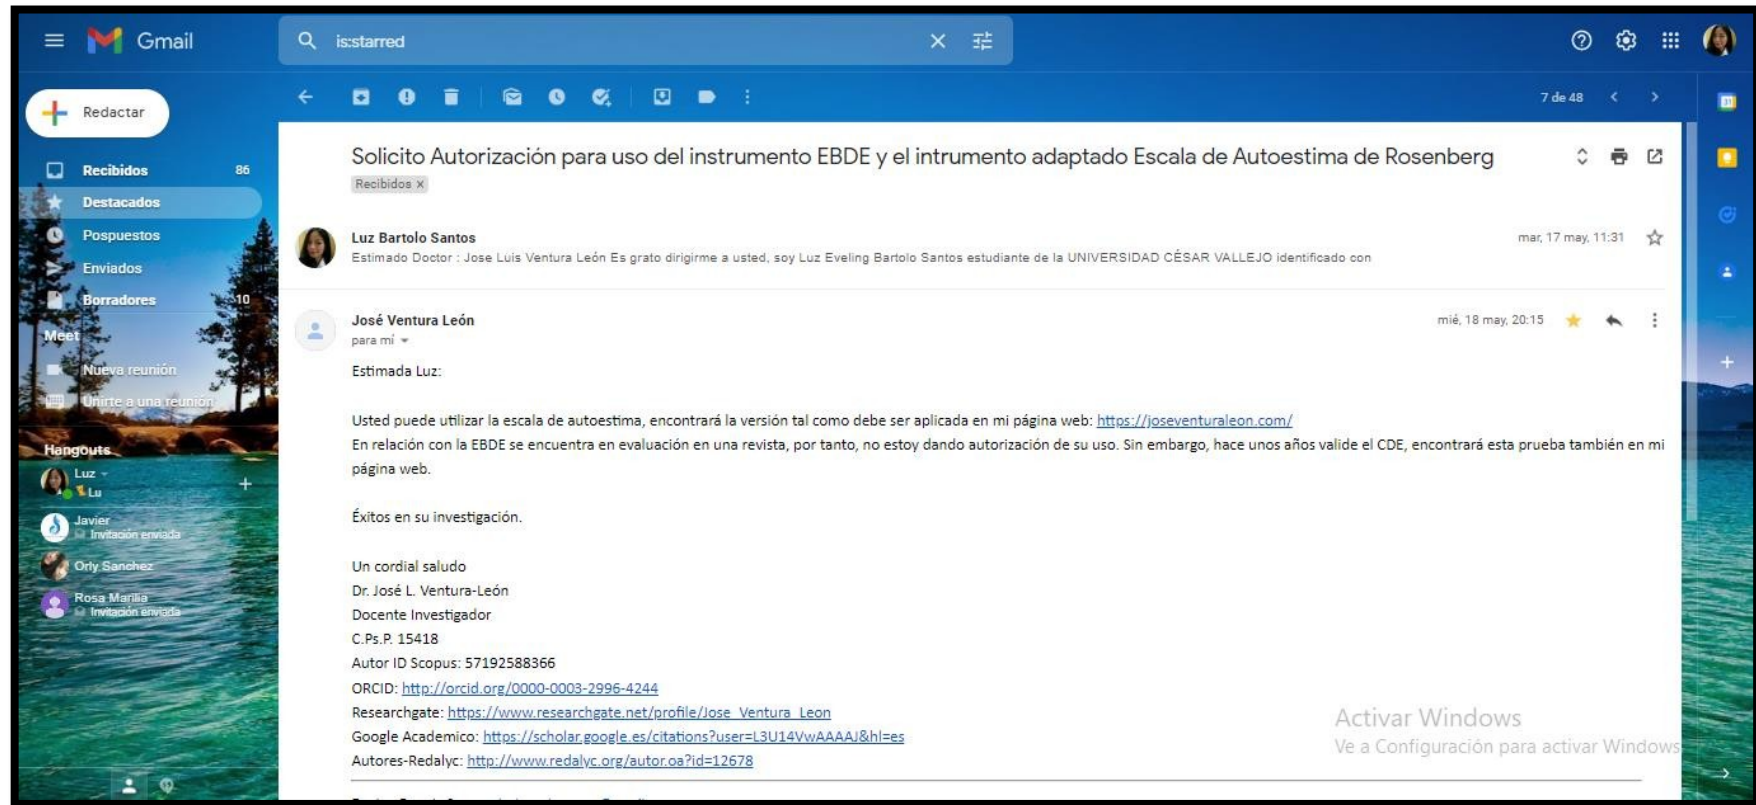 Gmail
is:starred
Redactar
7 de 48
Recibidos 86
Destacados
Pospuestos
Enviados
Borradores 10
Meet
Nueva reunión
Unirte a una reunión
Hangouts
Luz
Lu
Javier
Invitación enviada
Orly Sanchez
Rosa Marilia
Invitación enviada
Solicito Autorización para uso del instrumento EBDE y el intrumento adaptado Escala de Autoestima de Rosenberg
Recibidos x
Luz Bartolo Santos
mar, 17 may, 11:31
Estimado Doctor : Jose Luis Ventura León Es grato dirigirme a usted, soy Luz Eveling Bartolo Santos estudiante de la UNIVERSIDAD CÉSAR VALLEJO identificado con
José Ventura León
mié, 18 may, 20:15
para mí
Estimada Luz:
Usted puede utilizar la escala de autoestima, encontrará la versión tal como debe ser aplicada en mi página web: https://joseventuraleon.com/
En relación con la EBDE se encuentra en evaluación en una revista, por tanto, no estoy dando autorización de su uso. Sin embargo, hace unos años valide el CDE, encontrará esta prueba también en mi
página web.
Éxitos en su investigación.
Un cordial saludo
Dr. José L. Ventura-León
Docente Investigador
C.Ps.P. 15418
Autor ID Scopus: 57192588366
ORCID: http://orcid.org/0000-0003-2996-4244
Researchgate: https://www.researchgate.net/profile/Jose_Ventura_Leon
Google Academico: https://scholar.google.es/citations?user=L3U14VwAAAAJ&hl=es
Autores-Redalyc: http://www.redalyc.org/autor.oa?id=12678
Activar Windows
Ve a Configuración para activar Windows